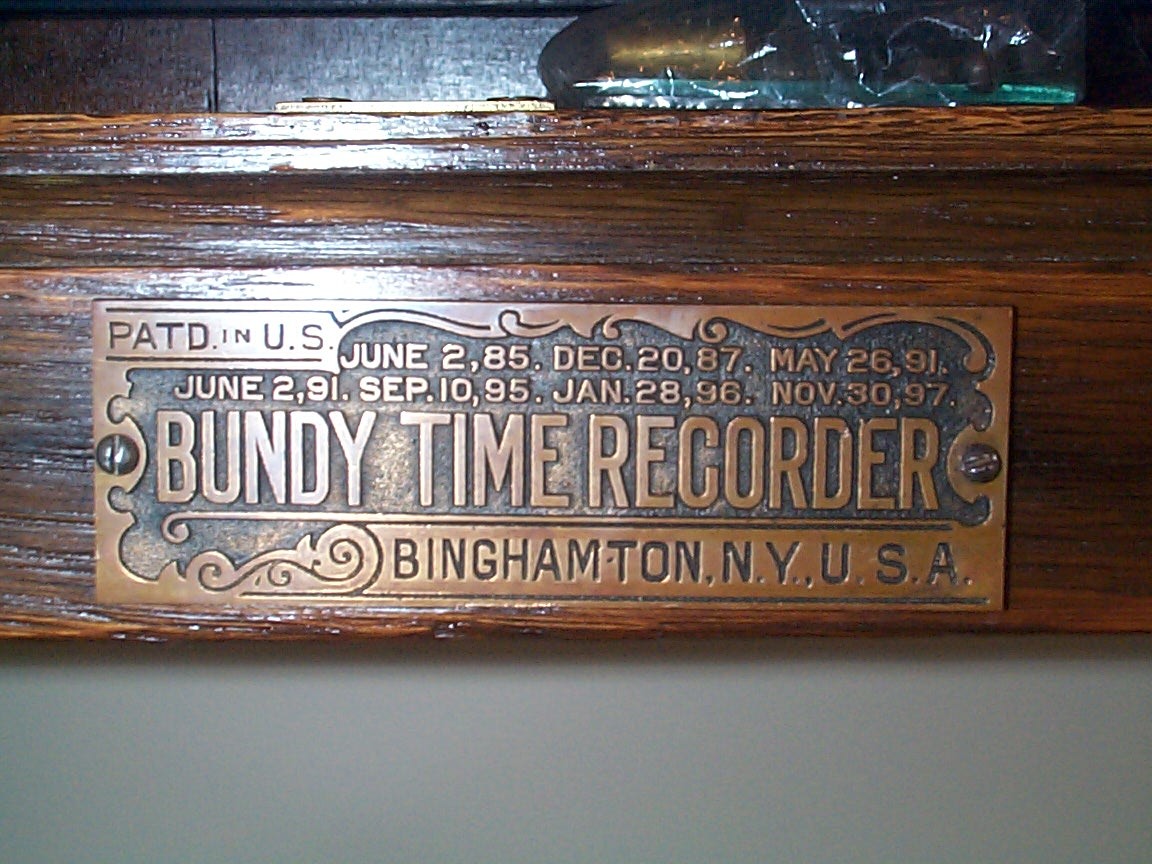 PATD. IN U.S.
JUNE 2,85. DEC.20,87. MAY 26,91.
JUNE 2,91. SEP.10,95. JAN.28,96. NOV.30,97.
BUNDY TIME RECORDER
BINGHAMTON, N.Y., U.S.A.